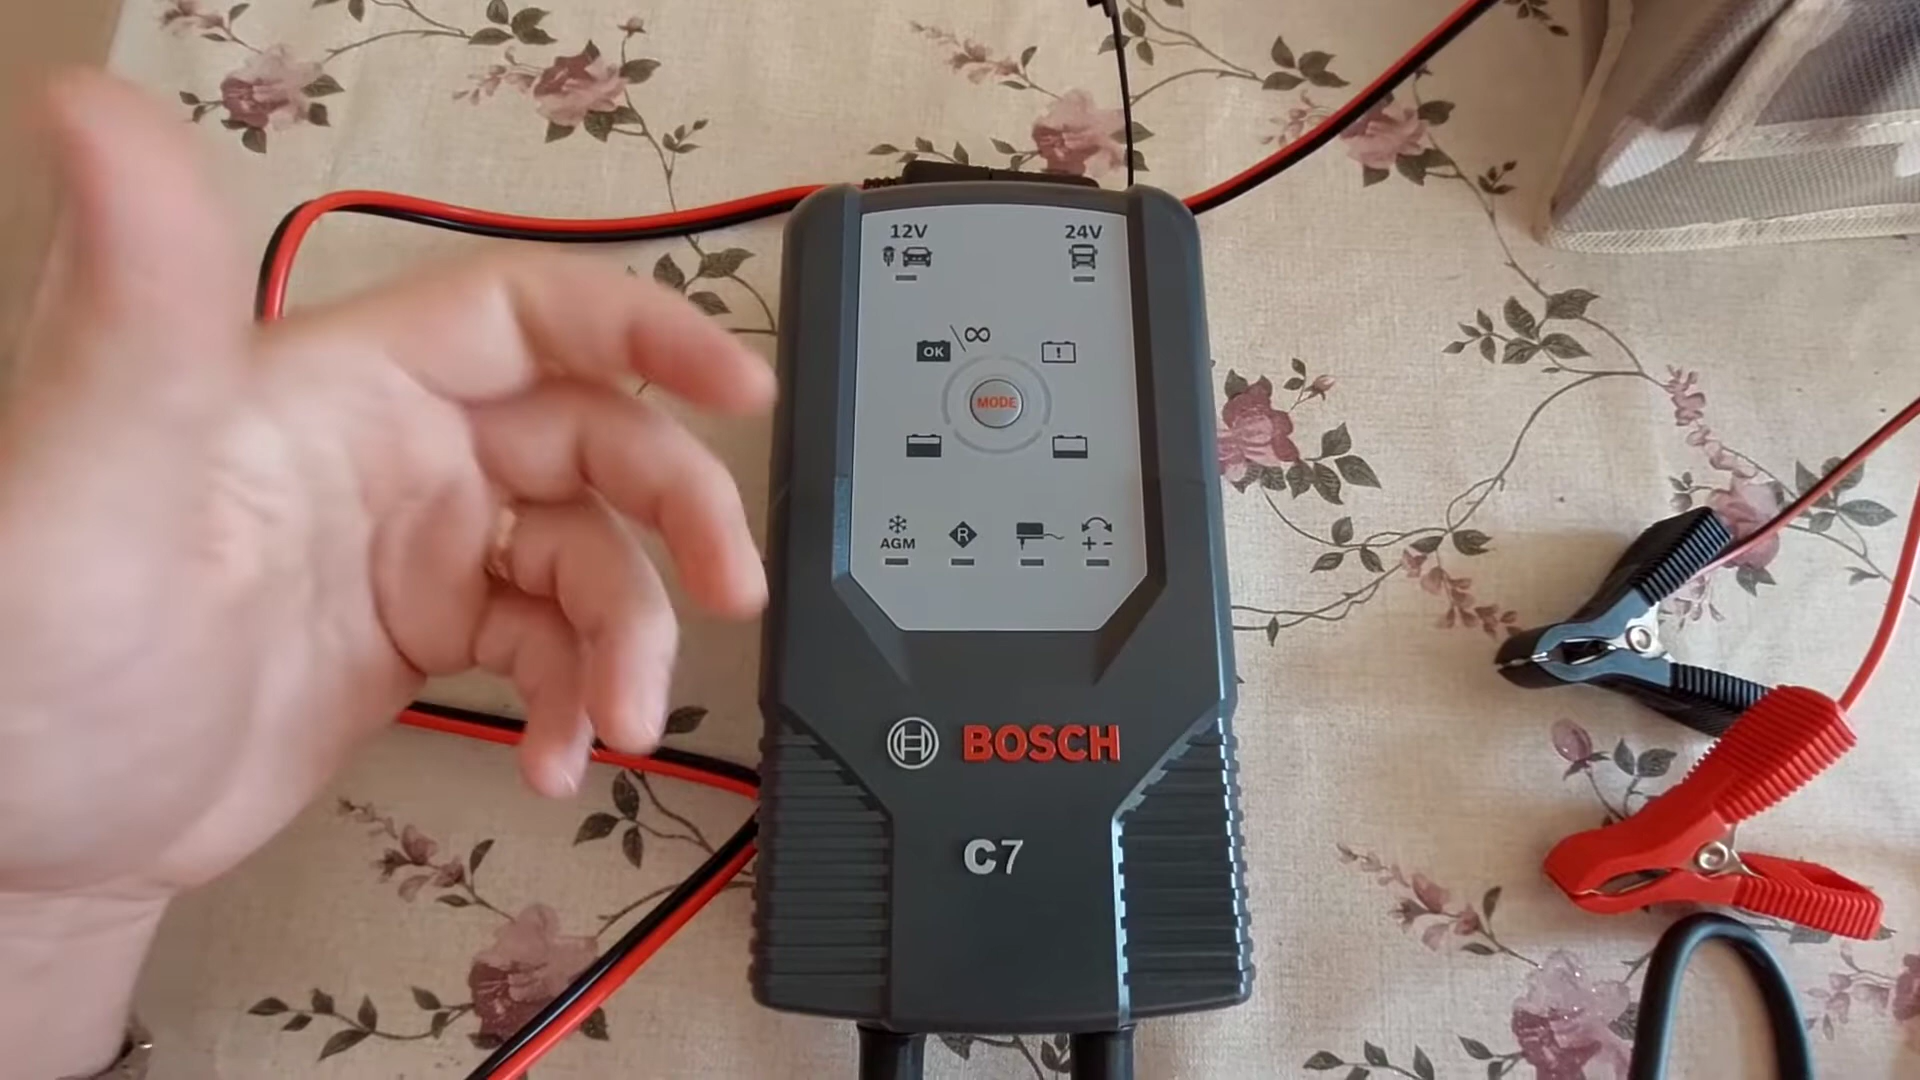 12V 24V
OK ∞ !
MODE
AGM R + -
BOSCH
C7